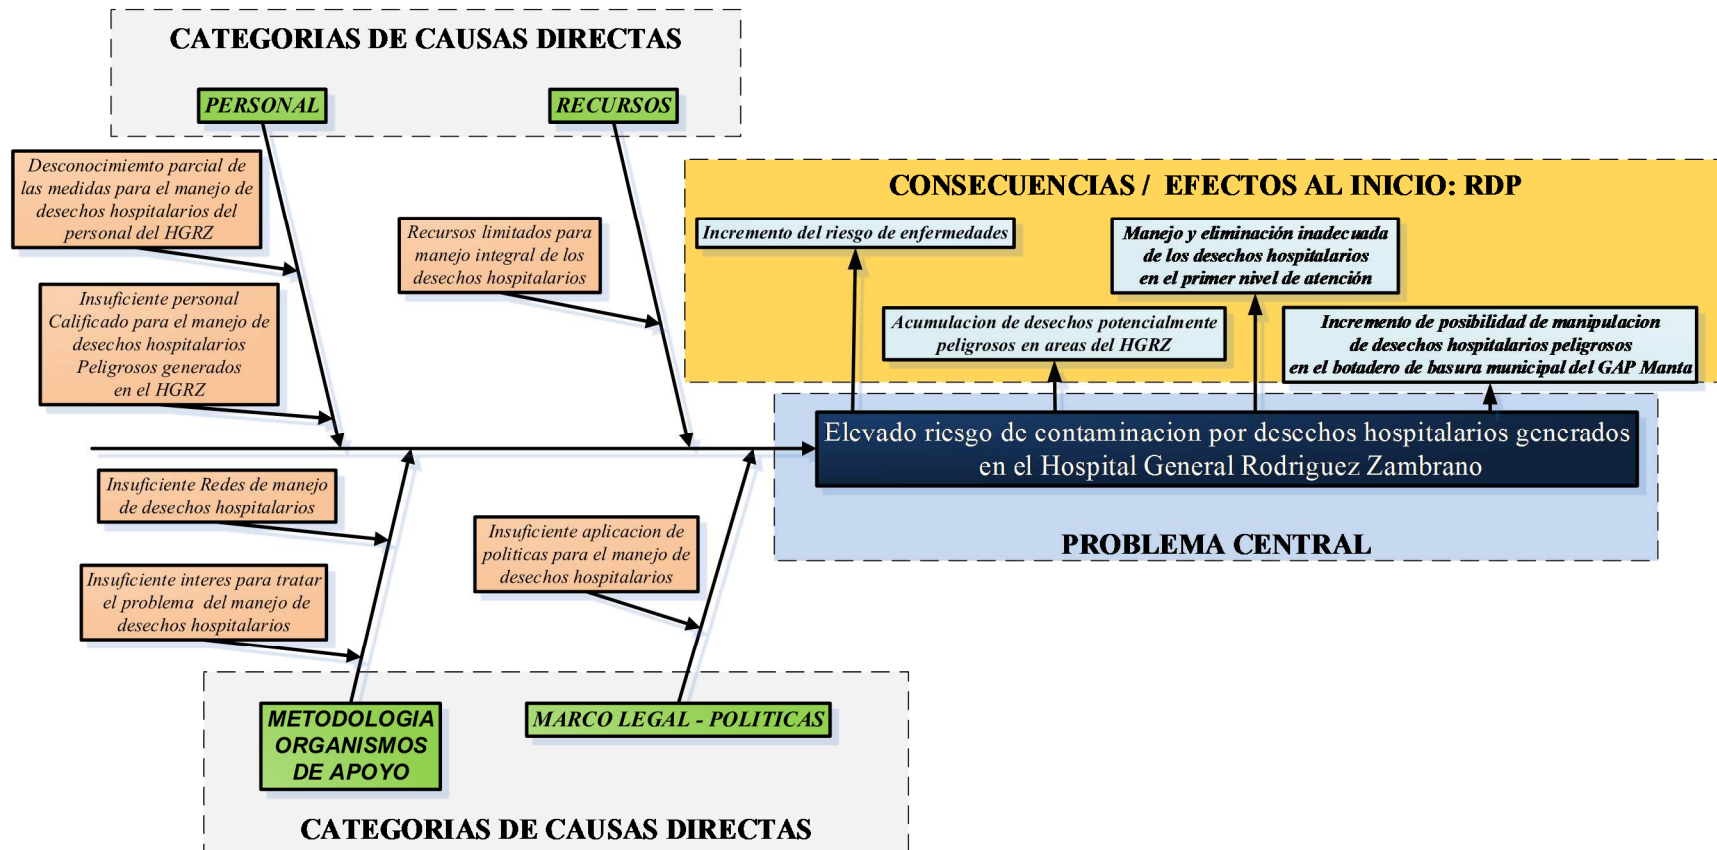 CATEGORIAS DE CAUSAS DIRECTAS
PERSONAL
RECURSOS
Desconocimiento parcial de
las medidas para el manejo de
desechos hospitalarios del
personal del HGRZ
Insuficiente personal
Calificado para el manejo de
desechos hospitalarios
Peligrosos generados
en el HGRZ
Recursos limitados para
manejo integral de los
desechos hospitalarios
CONSECUENCIAS / EFECTOS AL INICIO: RDP
Incremento del riesgo de enfermedades
Manejo y eliminación inadecuada
de los desechos hospitalarios
en el primer nivel de atención
Acumulacion de desechos potencialmente
peligrosos en areas del HGRZ
Incremento de posibilidad de manipulacion
de desechos hospitalarios peligrosos
en el botadero de basura municipal del GAP Manta
Elevado riesgo de contaminacion por desechos hospitalarios generados
en el Hospital General Rodriguez Zambrano
PROBLEMA CENTRAL
Insuficiente Redes de manejo
de desechos hospitalarios
Insuficiente interes para tratar
el problema del manejo de
desechos hospitalarios
Insuficiente aplicacion de
politicas para el manejo de
desechos hospitalarios
METODOLOGIA
ORGANISMOS
DE APOYO
MARCO LEGAL - POLITICAS
CATEGORIAS DE CAUSAS DIRECTAS